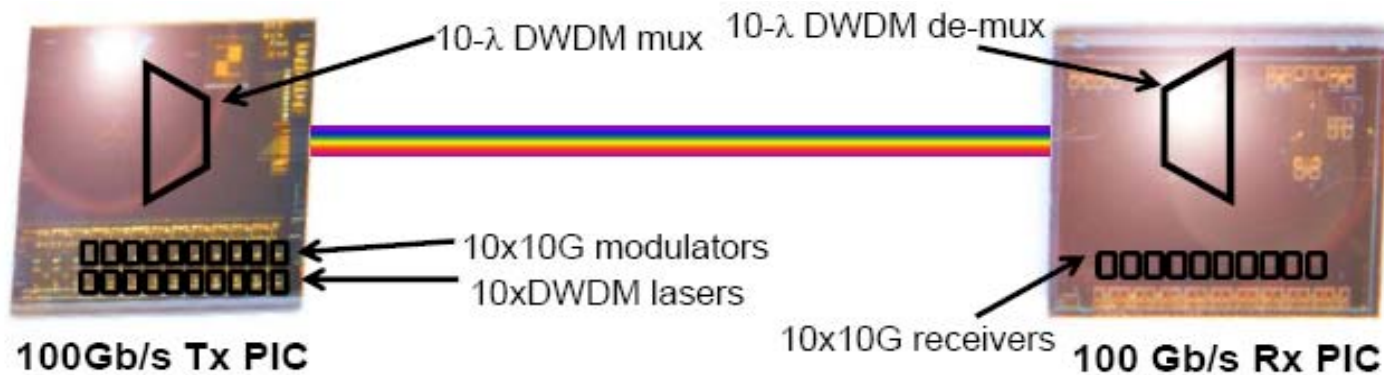 10-λ DWDM mux
10-λ DWDM de-mux
10x10G modulators
10xDWDM lasers
10x10G receivers
100Gb/s Tx PIC
100 Gb/s Rx PIC